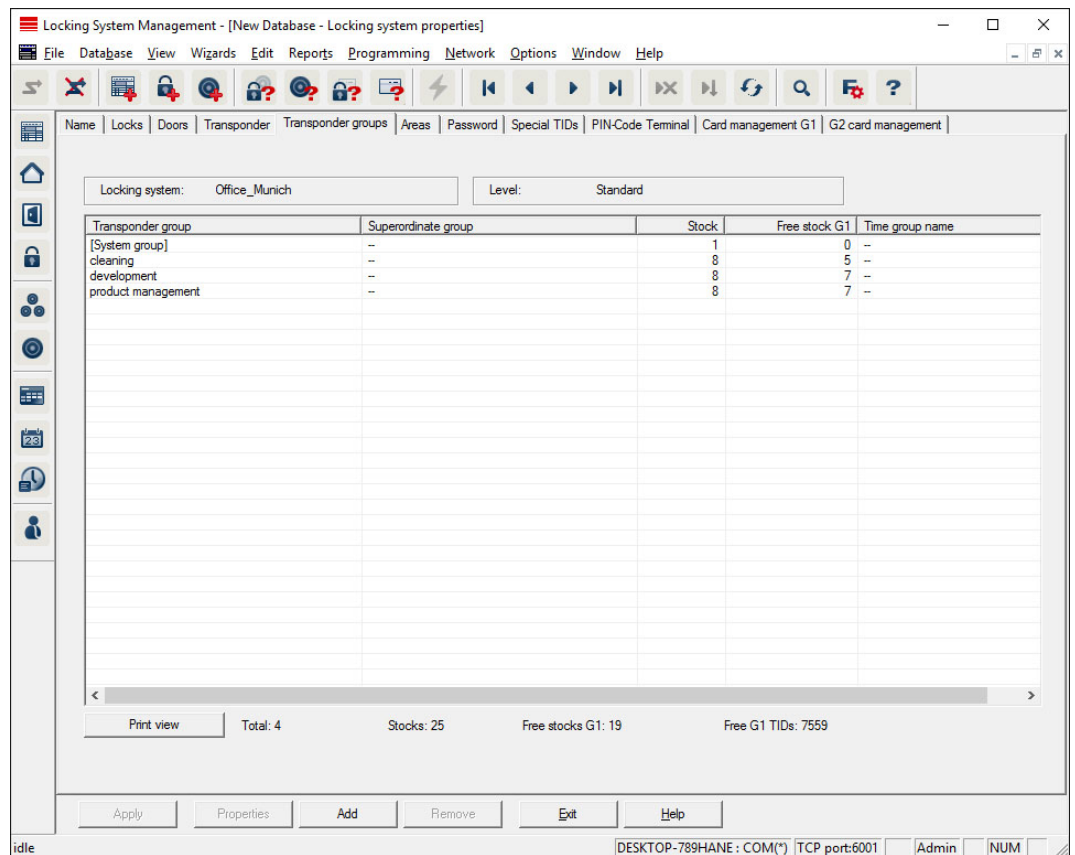 Locking System Management - [New Database - Locking system properties]
File Database View Wizards Edit Reports Programming Network Options Window Help
Name Locks Doors Transponder Transponder groups Areas Password Special TIDs PIN-Code Terminal Card management G1 G2 card management
Locking system: Office_Munich Level: Standard
Transponder group Superordinate group Stock Free stock G1 Time group name
[System group] -- 1 0 --
cleaning -- 8 5 --
development -- 8 7 --
product management -- 8 7 --
Print view Total: 4 Stocks: 25 Free stocks G1: 19 Free G1 TIDs: 7559
Apply Properties Add Remove Exit Help
idle DESKTOP-789HANE : COM(*) TCP port:6001 Admin NUM